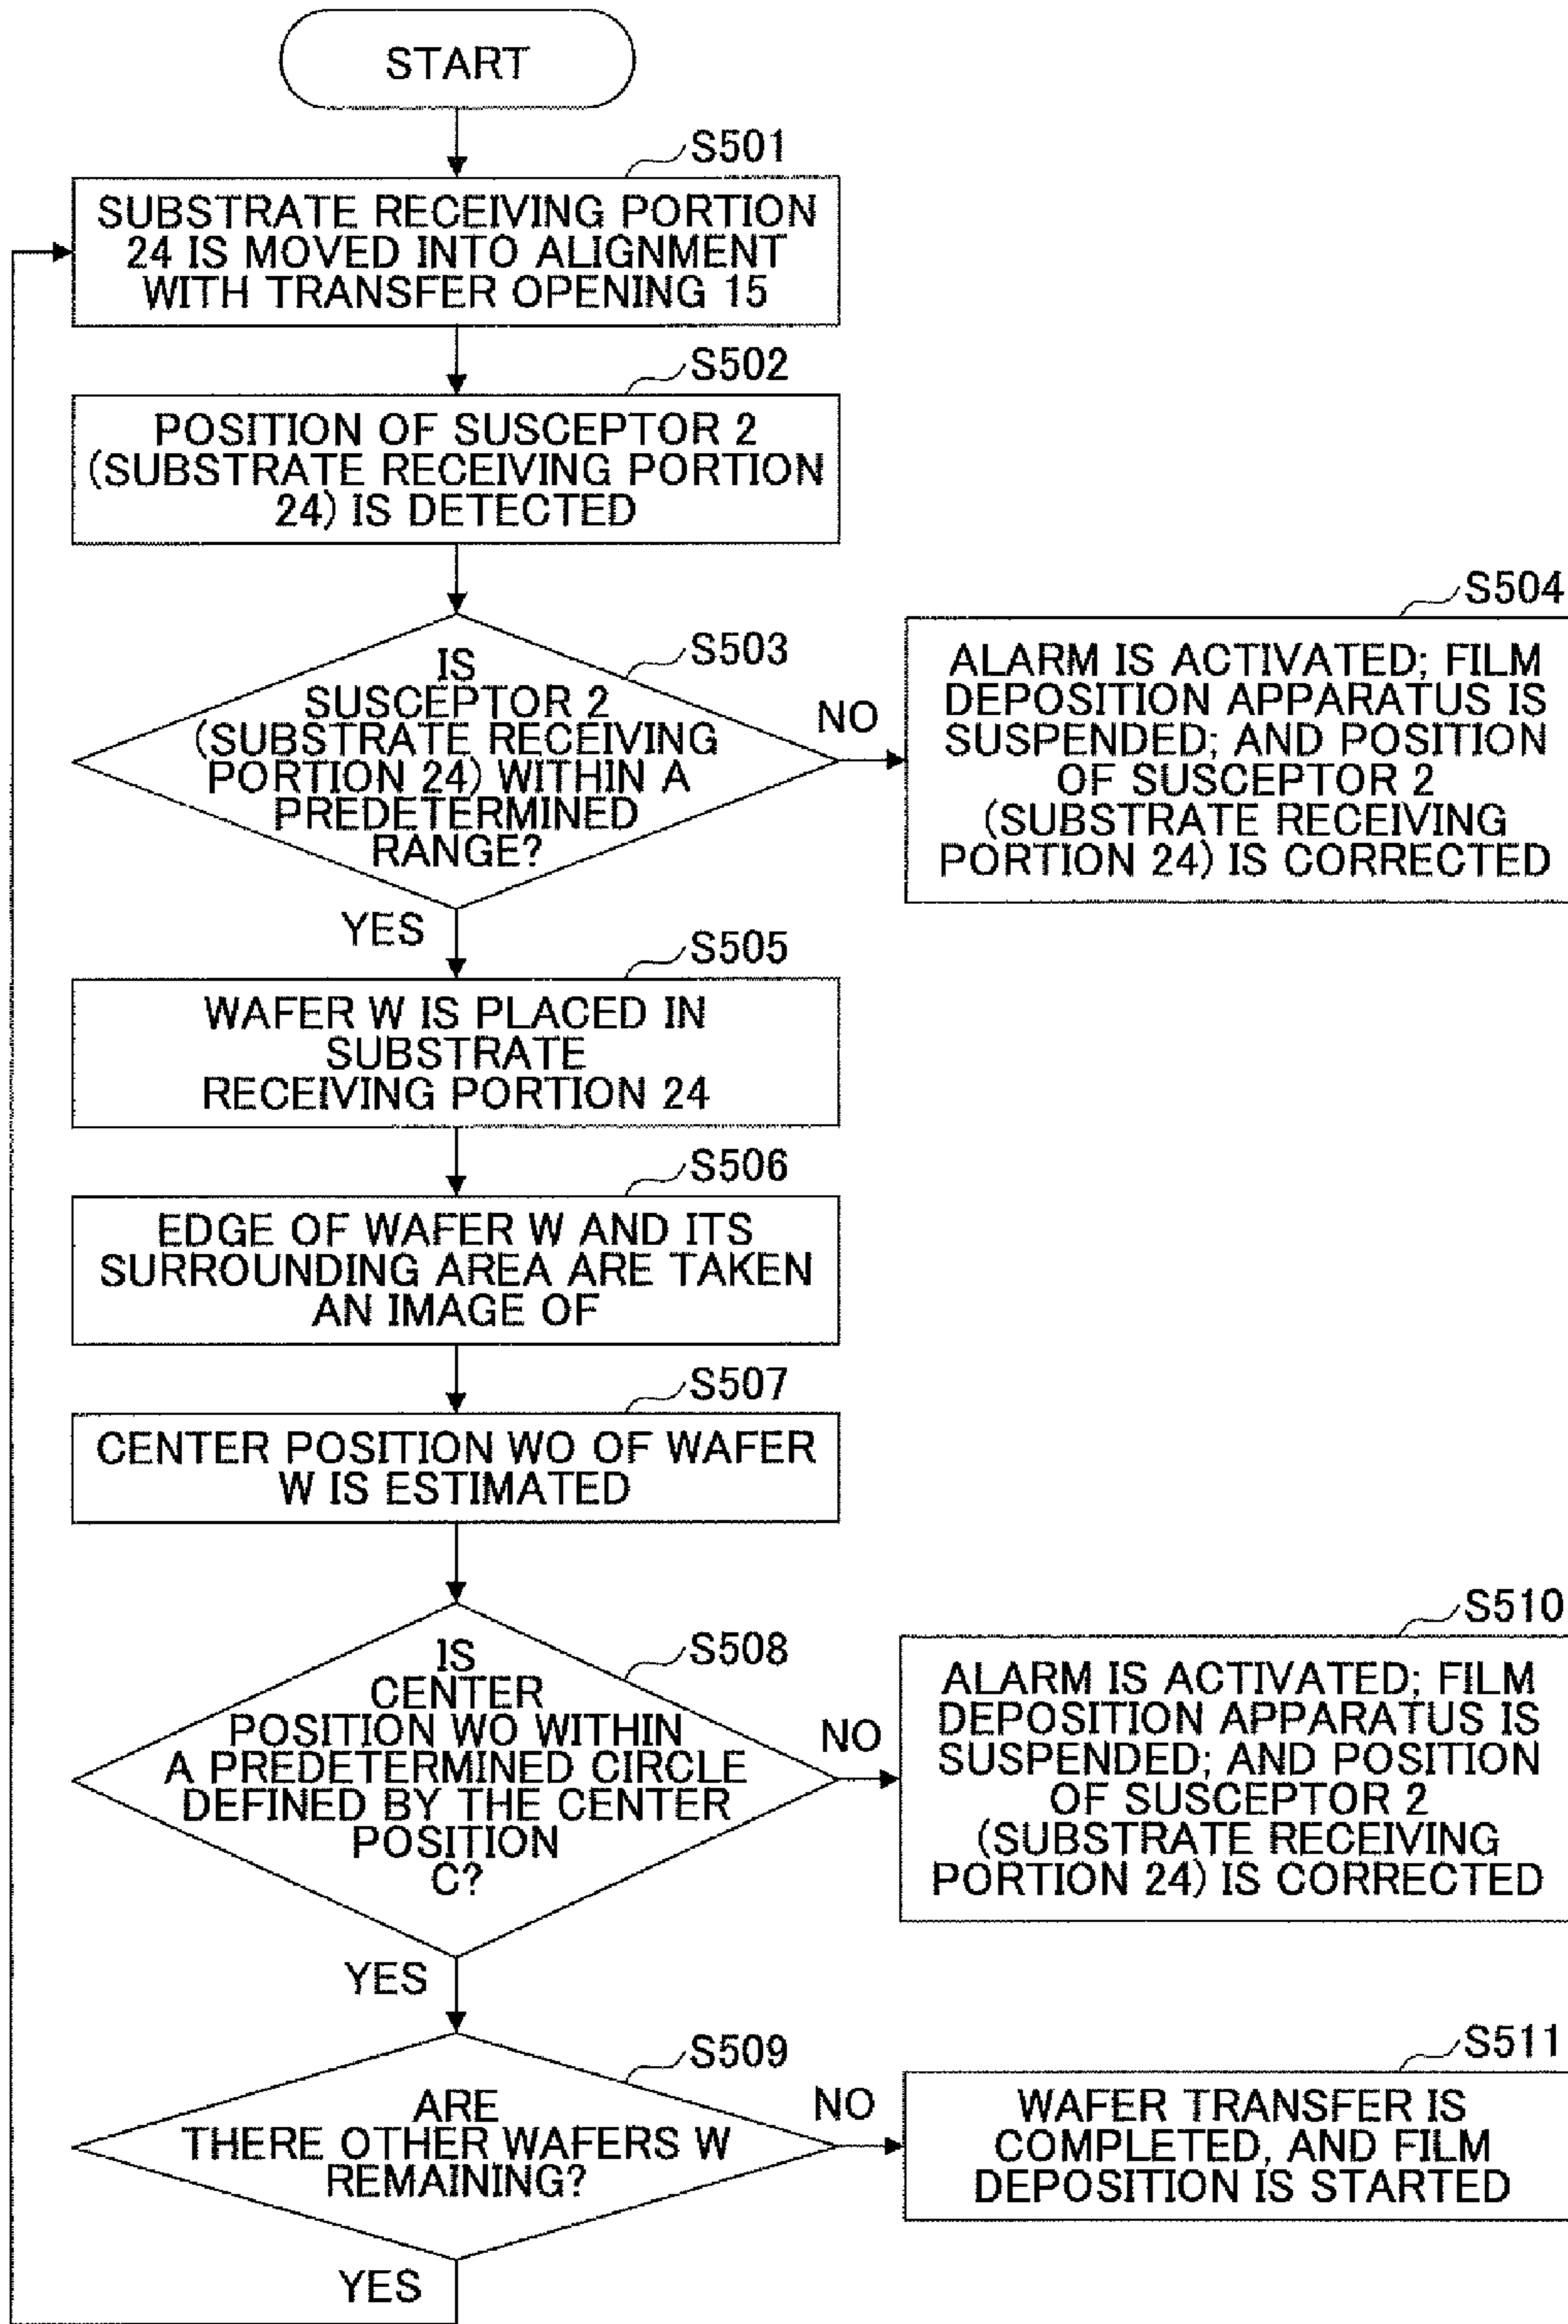 START
S501
SUBSTRATE RECEIVING PORTION
24 IS MOVED INTO ALIGNMENT
WITH TRANSFER OPENING 15
S502
POSITION OF SUSCEPTOR 2
(SUBSTRATE RECEIVING PORTION
24) IS DETECTED
S503
IS
SUSCEPTOR 2
(SUBSTRATE RECEIVING
PORTION 24) WITHIN A
PREDETERMINED
RANGE?
NO
S504
ALARM IS ACTIVATED; FILM
DEPOSITION APPARATUS IS
SUSPENDED; AND POSITION
OF SUSCEPTOR 2
(SUBSTRATE RECEIVING
PORTION 24) IS CORRECTED
YES
S505
WAFER W IS PLACED IN
SUBSTRATE
RECEIVING PORTION 24
S506
EDGE OF WAFER W AND ITS
SURROUNDING AREA ARE TAKEN
AN IMAGE OF
S507
CENTER POSITION WO OF WAFER
W IS ESTIMATED
S508
IS
CENTER
POSITION WO WITHIN
A PREDETERMINED CIRCLE
DEFINED BY THE CENTER
POSITION
C?
NO
S510
ALARM IS ACTIVATED; FILM
DEPOSITION APPARATUS IS
SUSPENDED; AND POSITION
OF SUSCEPTOR 2
(SUBSTRATE RECEIVING
PORTION 24) IS CORRECTED
YES
S509
ARE
THERE OTHER WAFERS W
REMAINING?
NO
S511
WAFER TRANSFER IS
COMPLETED, AND FILM
DEPOSITION IS STARTED
YES